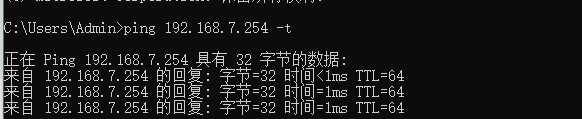 C:\Users\Admin>ping 192.168.7.254 -t
正在 Ping 192.168.7.254 具有 32 字节的数据:
来自 192.168.7.254 的回复: 字节=32 时间<1ms TTL=64
来自 192.168.7.254 的回复: 字节=32 时间=1ms TTL=64
来自 192.168.7.254 的回复: 字节=32 时间=1ms TTL=64